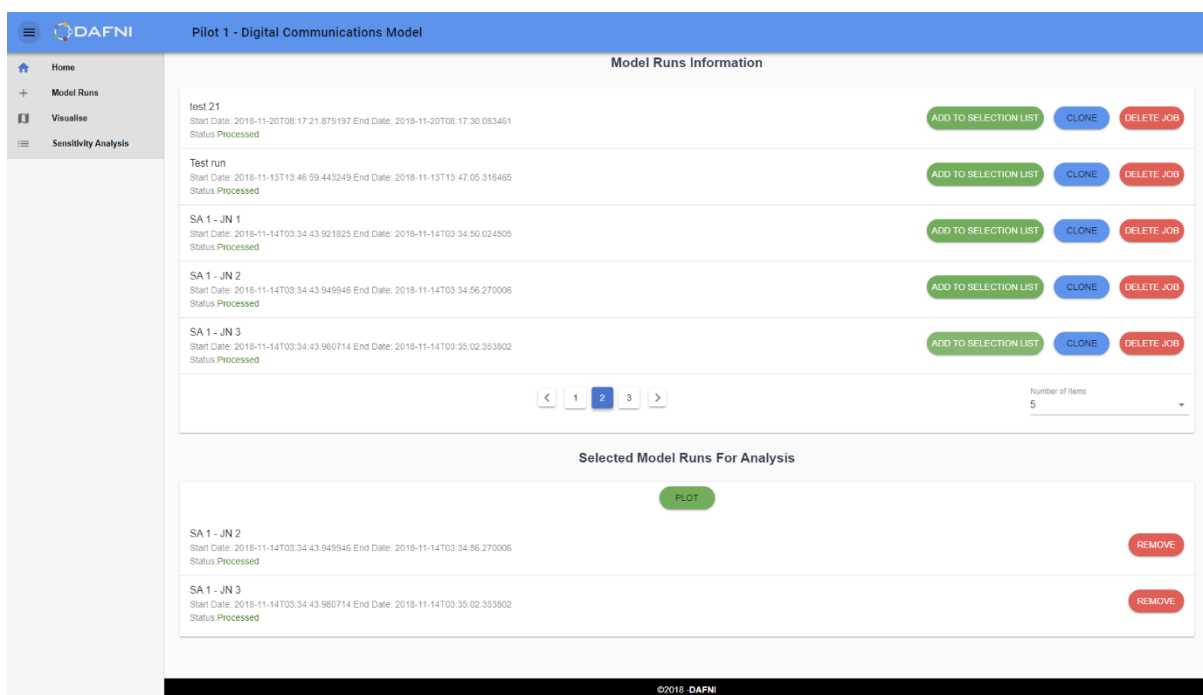 DAFNI
Pilot 1 - Digital Communications Model
Home
Model Runs
Visualise
Sensitivity Analysis
Model Runs Information
test 21
Start Date: 2018-11-20T08:17:21.879197 End Date: 2018-11-20T08:17:30.083461
Status:Processed
ADD TO SELECTION LIST
CLONE
DELETE JOB
Test run
Start Date: 2018-11-13T13:46:59.443249 End Date: 2018-11-13T13:47:05.316465
Status:Processed
ADD TO SELECTION LIST
CLONE
DELETE JOB
SA 1 - JN 1
Start Date: 2018-11-14T03:34:43.921825 End Date: 2018-11-14T03:34:50.024505
Status:Processed
ADD TO SELECTION LIST
CLONE
DELETE JOB
SA 1 - JN 2
Start Date: 2018-11-14T03:34:43.949946 End Date: 2018-11-14T03:34:56.270006
Status:Processed
ADD TO SELECTION LIST
CLONE
DELETE JOB
SA 1 - JN 3
Start Date: 2018-11-14T03:34:43.980714 End Date: 2018-11-14T03:35:02.353802
Status:Processed
ADD TO SELECTION LIST
CLONE
DELETE JOB
1 2 3
Number of items
5
Selected Model Runs For Analysis
PLOT
SA 1 - JN 2
Start Date: 2018-11-14T03:34:43.949946 End Date: 2018-11-14T03:34:56.270006
Status:Processed
REMOVE
SA 1 - JN 3
Start Date: 2018-11-14T03:34:43.980714 End Date: 2018-11-14T03:35:02.353802
Status:Processed
REMOVE
©2018 -DAFNI